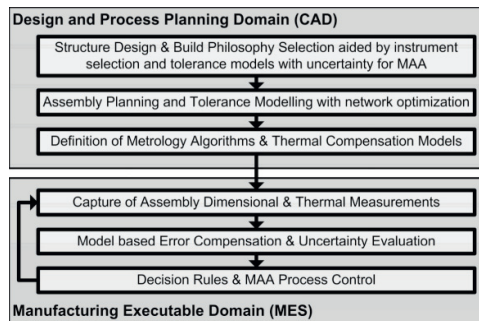 Design and Process Planning Domain (CAD)
Structure Design & Build Philosophy Selection aided by instrument
selection and tolerance models with uncertainty for MAA
Assembly Planning and Tolerance Modelling with network optimization
Definition of Metrology Algorithms & Thermal Compensation Models
Capture of Assembly Dimensional & Thermal Measurements
Model based Error Compensation & Uncertainty Evaluation
Decision Rules & MAA Process Control
Manufacturing Executable Domain (MES)